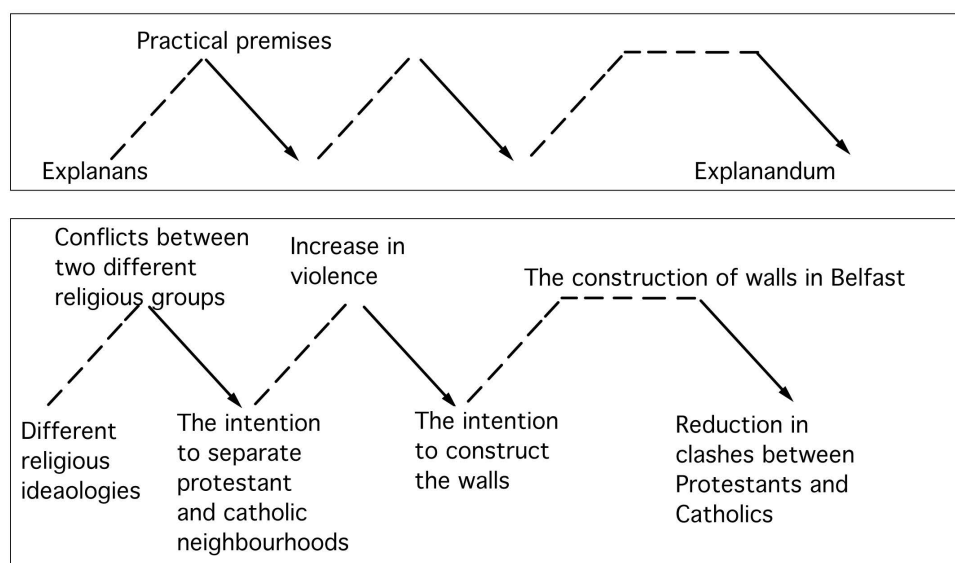 Practical premises
Explanans
Explanandum
Conflicts between
two different
religious groups
Increase in
violence
The construction of walls in Belfast
Different
religious
ideaologies
The intention
to separate
protestant
and catholic
neighbourhoods
The intention
to construct
the walls
Reduction in
clashes between
Protestants and
Catholics